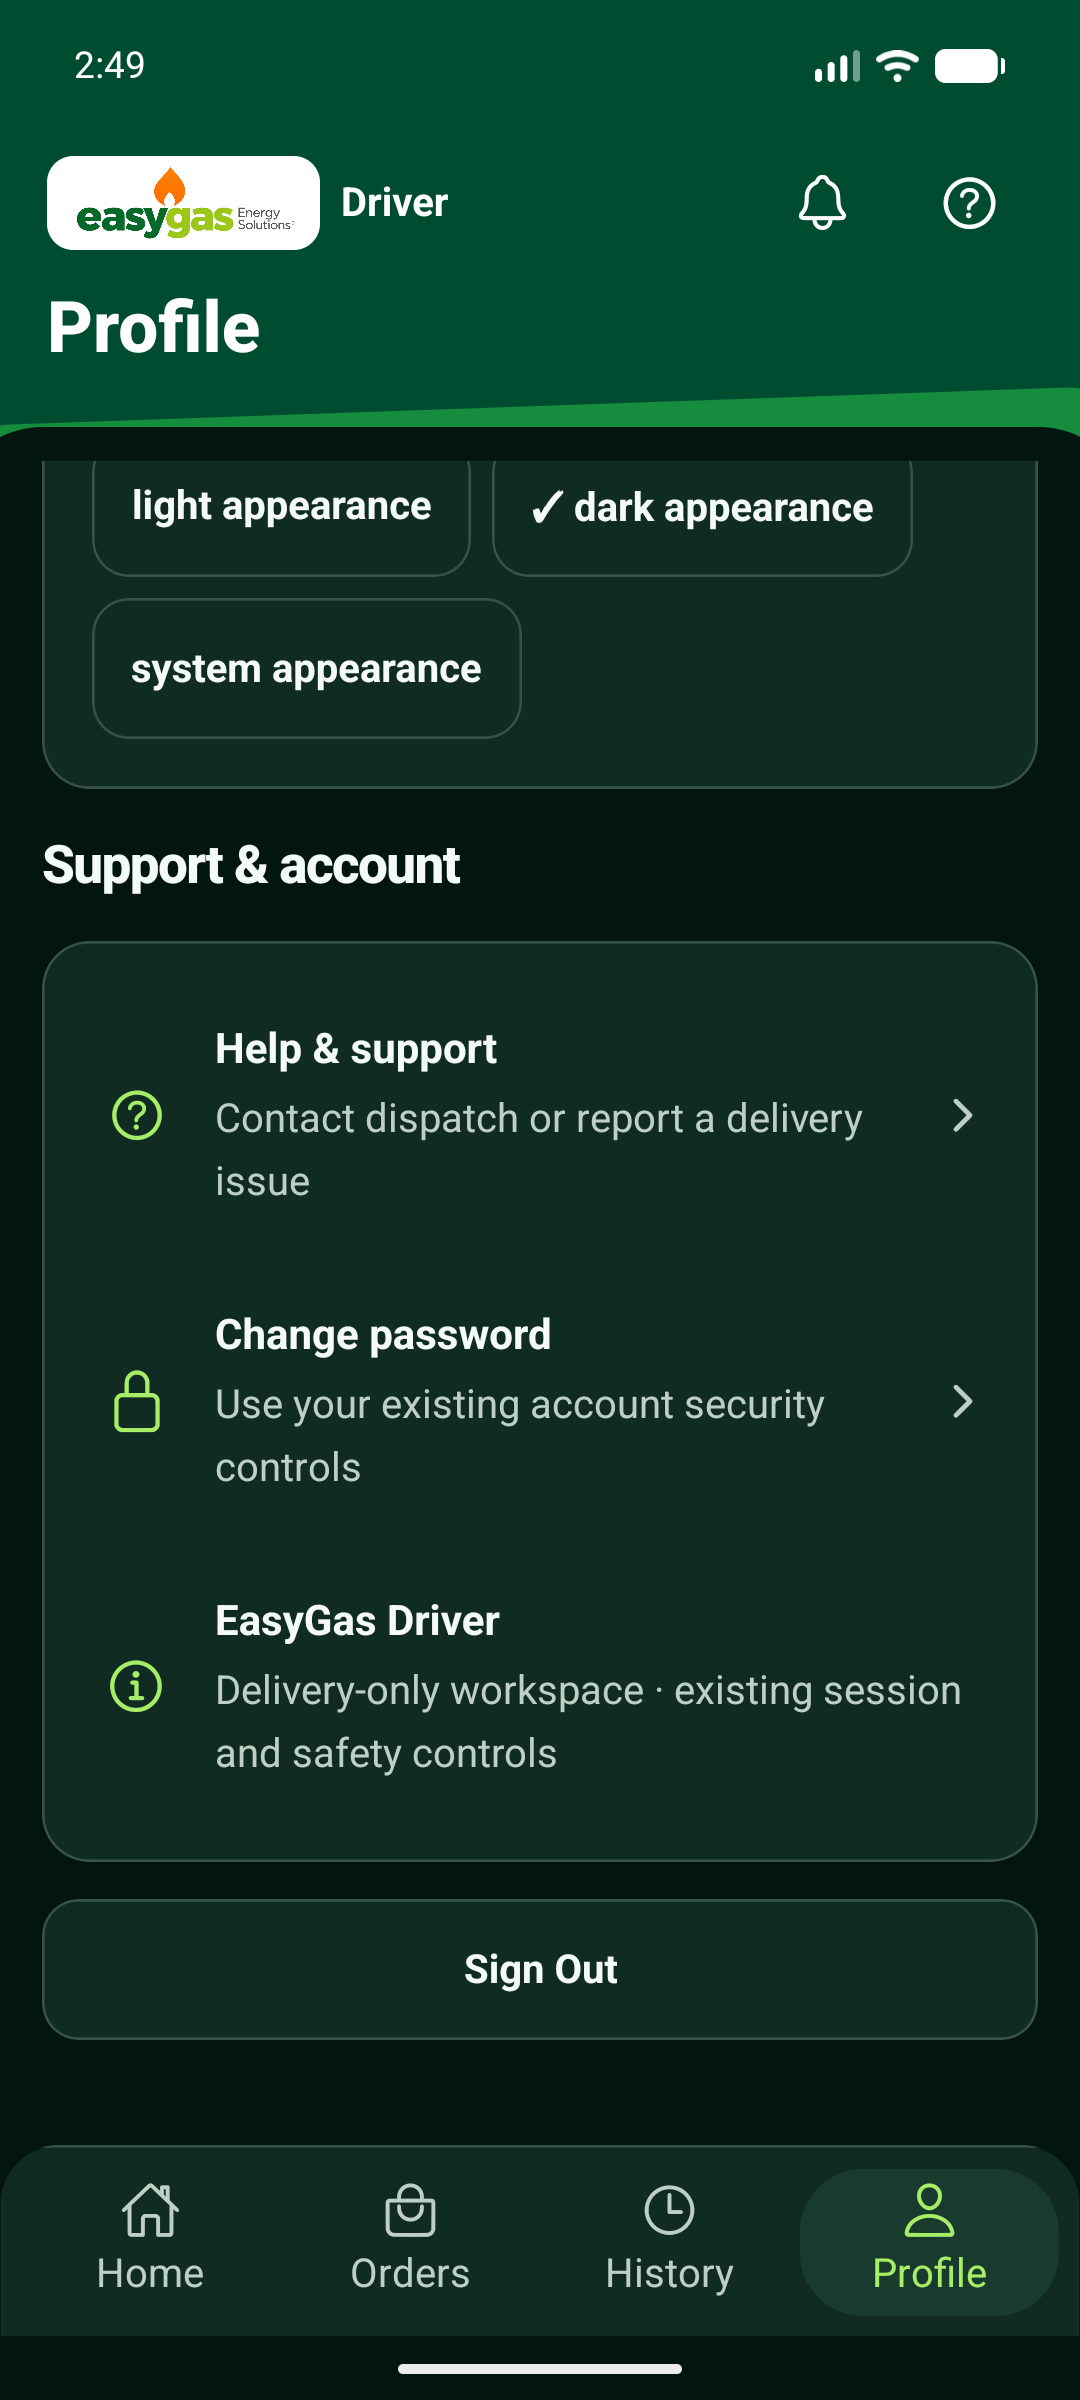 2:49
easygas Energy Solutions
Driver
Profile
light appearance
✓ dark appearance
system appearance
Support & account
Help & support
Contact dispatch or report a delivery
issue
Change password
Use your existing account security
controls
EasyGas Driver
Delivery-only workspace · existing session
and safety controls
Sign Out
Home
Orders
History
Profile